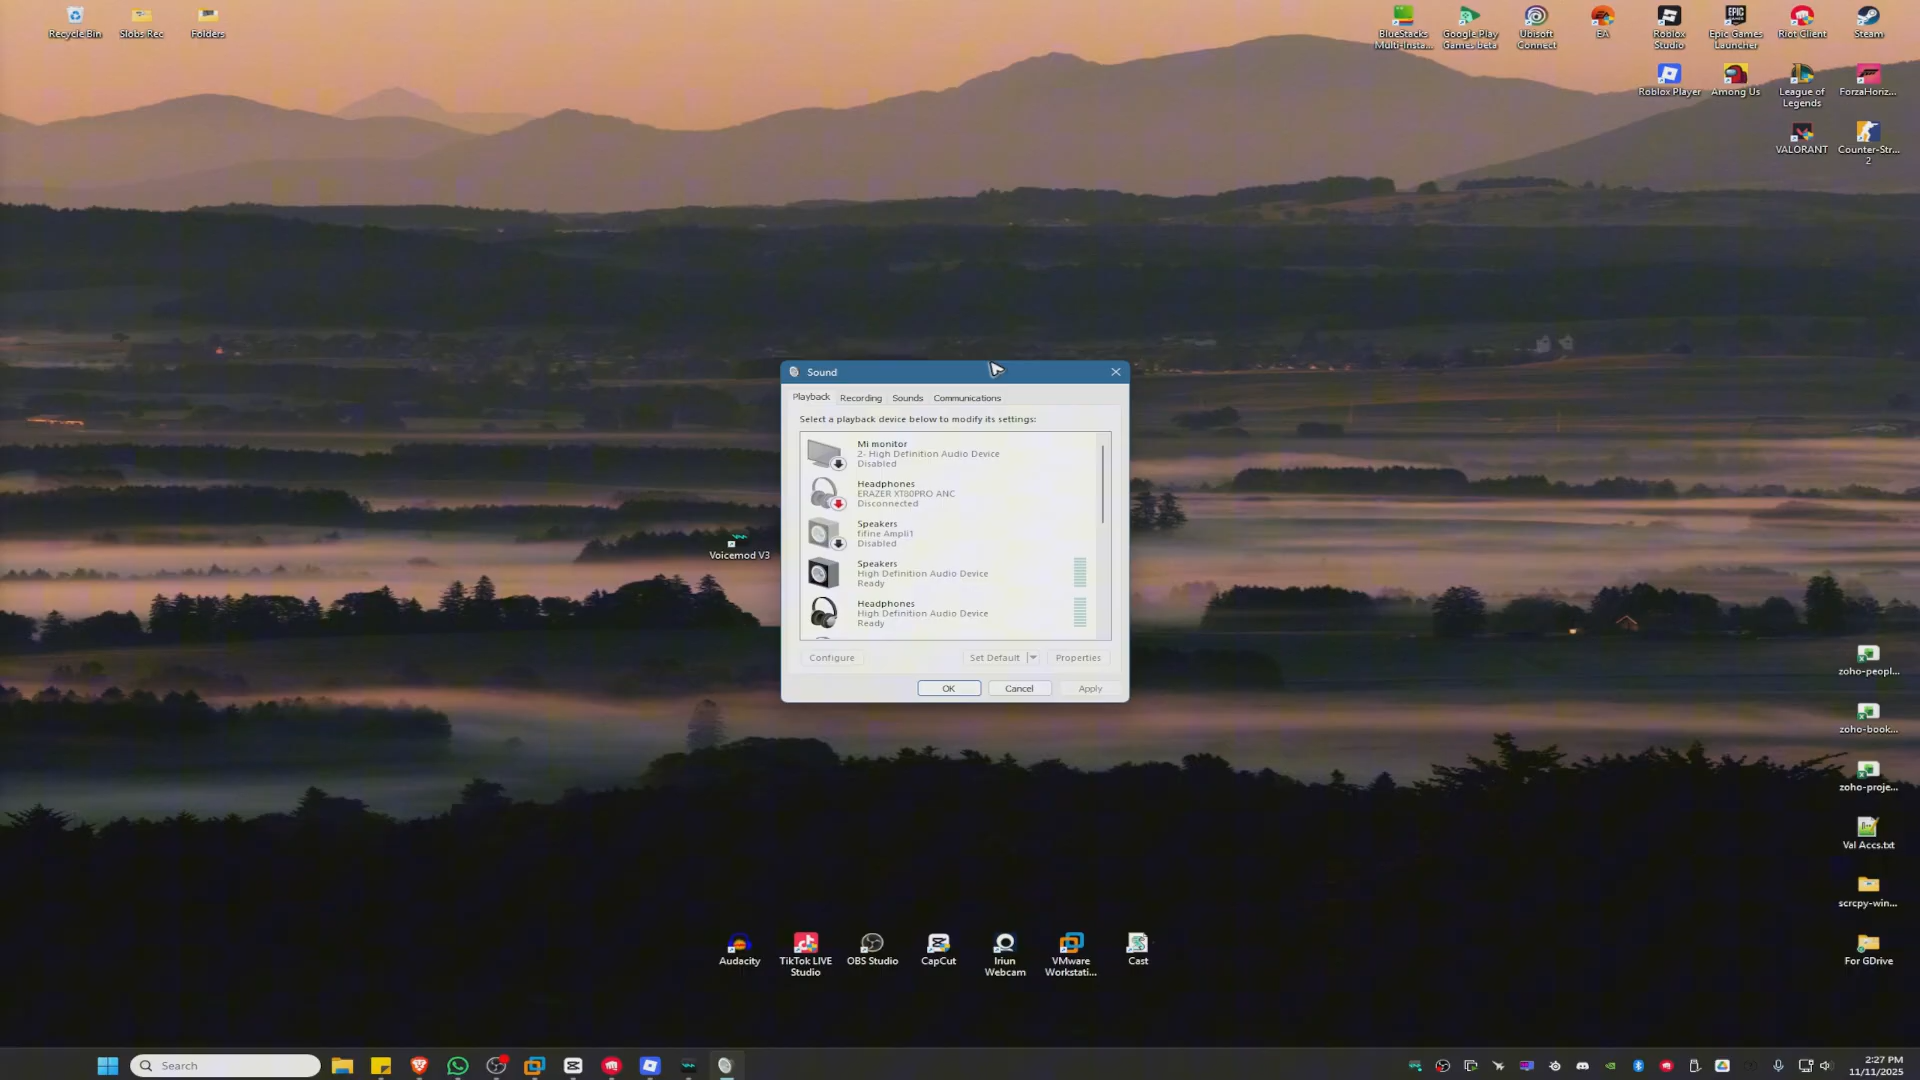 Recycle Bin
Slobs Rec
Folders
BlueStacks
Multi-Insta...
Google Play
Games beta
Ubisoft
Connect
EA
Roblox
Studio
Epic Games
Launcher
Riot Client
Steam
Roblox Player
Among Us
League of
Legends
ForzaHoriz...
VALORANT
Counter-Str...
2
Sound
Playback
Recording
Sounds
Communications
Select a playback device below to modify its settings:
Mi monitor
2- High Definition Audio Device
Disabled
Headphones
ERAZER XT80PRO ANC
Disconnected
Speakers
fifine Ampli1
Disabled
Speakers
High Definition Audio Device
Ready
Headphones
High Definition Audio Device
Ready
Configure
Set Default
Properties
OK
Cancel
Apply
Voicemod V3
zoho-peopl...
zoho-book...
zoho-proje...
Val Accs.txt
scrcpy-win...
For GDrive
Audacity
TikTok LIVE
Studio
OBS Studio
CapCut
Iriun
Webcam
VMware
Workstati...
Cast
Search
2:27 PM
11/11/2025